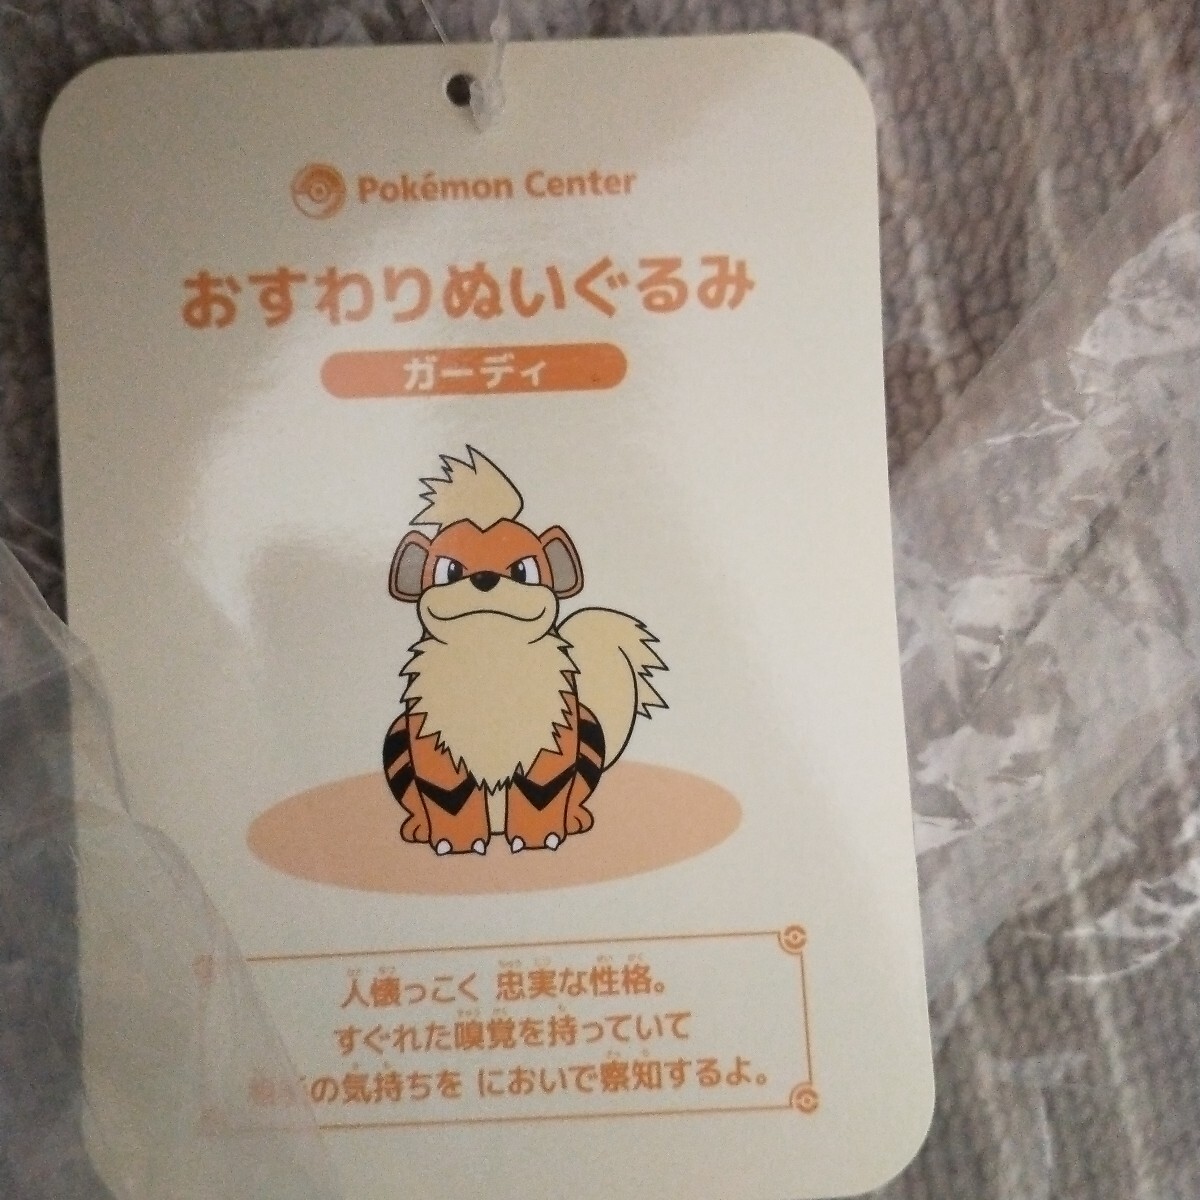 Pokémon Center
おすわりぬいぐるみ
ガーディ
人懐っこく 忠実な性格。
すぐれた嗅覚を持っていて
の気持ちを においで察知するよ。